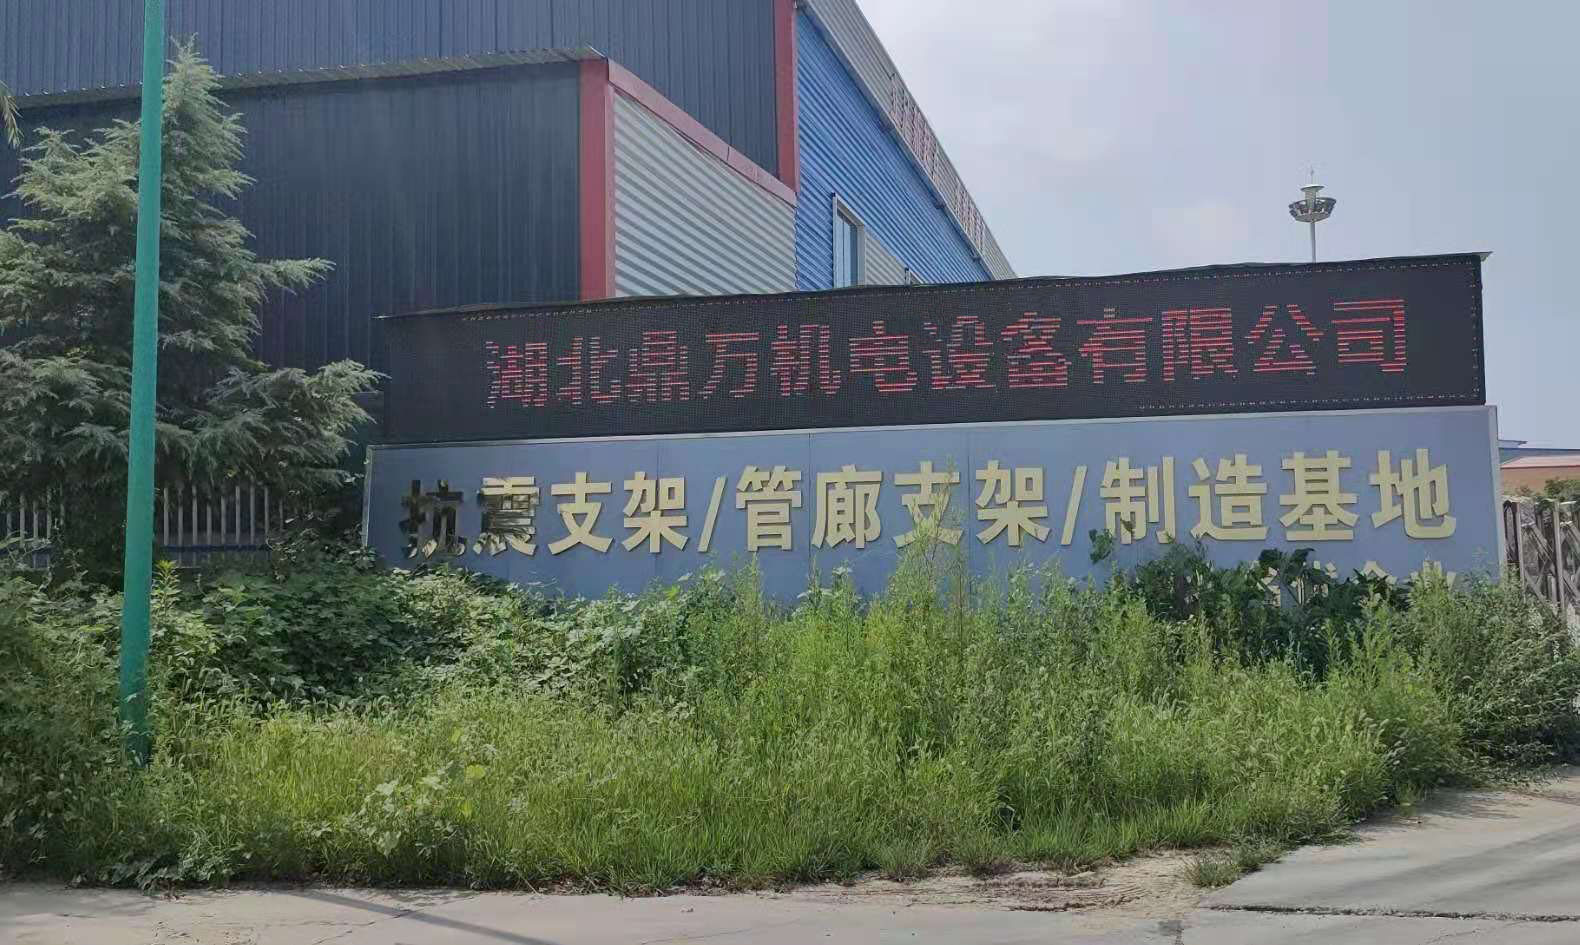 湖北鼎万机电设备有限公司
抗震支架/管廊支架/制造基地